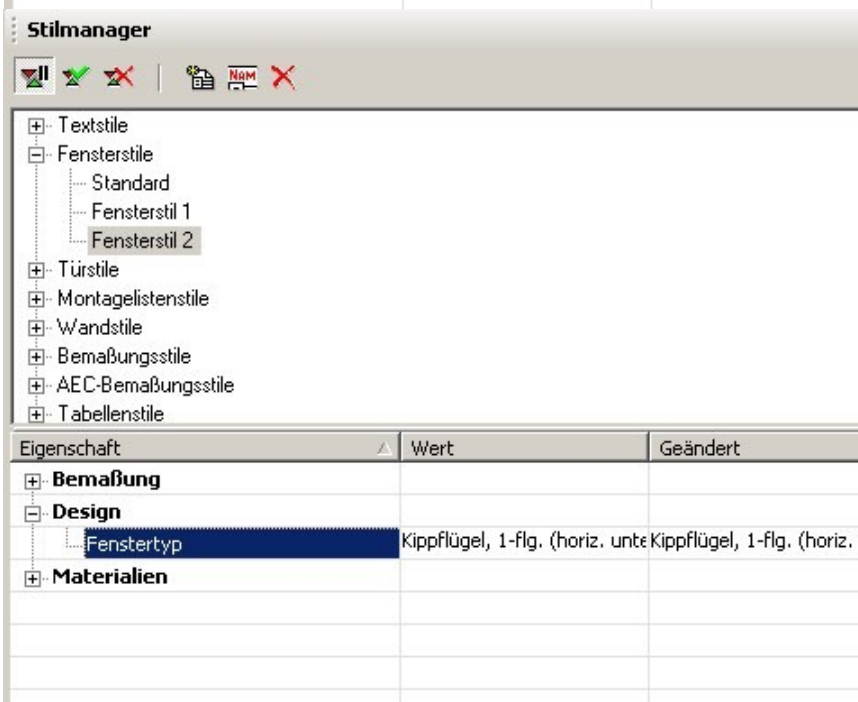 Stilmanager
NAM
Textstile
Fensterstile
Standard
Fensterstil 1
Fensterstil 2
Türstile
Montagelistenstile
Wandstile
Bemaßungsstile
AEC-Bemaßungsstile
Tabellenstile
Eigenschaft Wert Geändert
Bemaßung
Design
Fenstertyp Kippflügel, 1-flg. (horiz. unte Kippflügel, 1-flg. (horiz.
Materialien